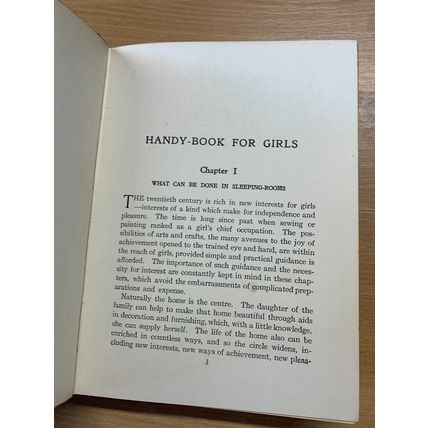 HANDY-BOOK FOR GIRLS
Chapter I
WHAT CAN BE DONE IN SLEEPING-ROOMS
THE twentieth century is rich in new interests for girls
—interests of a kind which make for independence and
pleasure. The time is long since past when sewing or
painting ranked as a girl's chief occupation. The pos-
sibilities of arts and crafts, the many avenues to the joy of
achievement opened to the trained eye and hand, are within
the reach of girls, provided simple and practical guidance is
afforded. The importance of such guidance and the neces-
sity for interest are constantly kept in mind in these chap-
ters, which avoid the embarrassments of complicated prep-
arations and expense.
Naturally the home is the centre. The daughter of the
family can help to make that home beautiful through aids
in decoration and furnishing, which, with a little knowledge,
she can supply herself. The life of the home also can be
enriched in countless ways, and so the circle widens, in-
cluding new interests, new ways of achievement, new pleas-
3